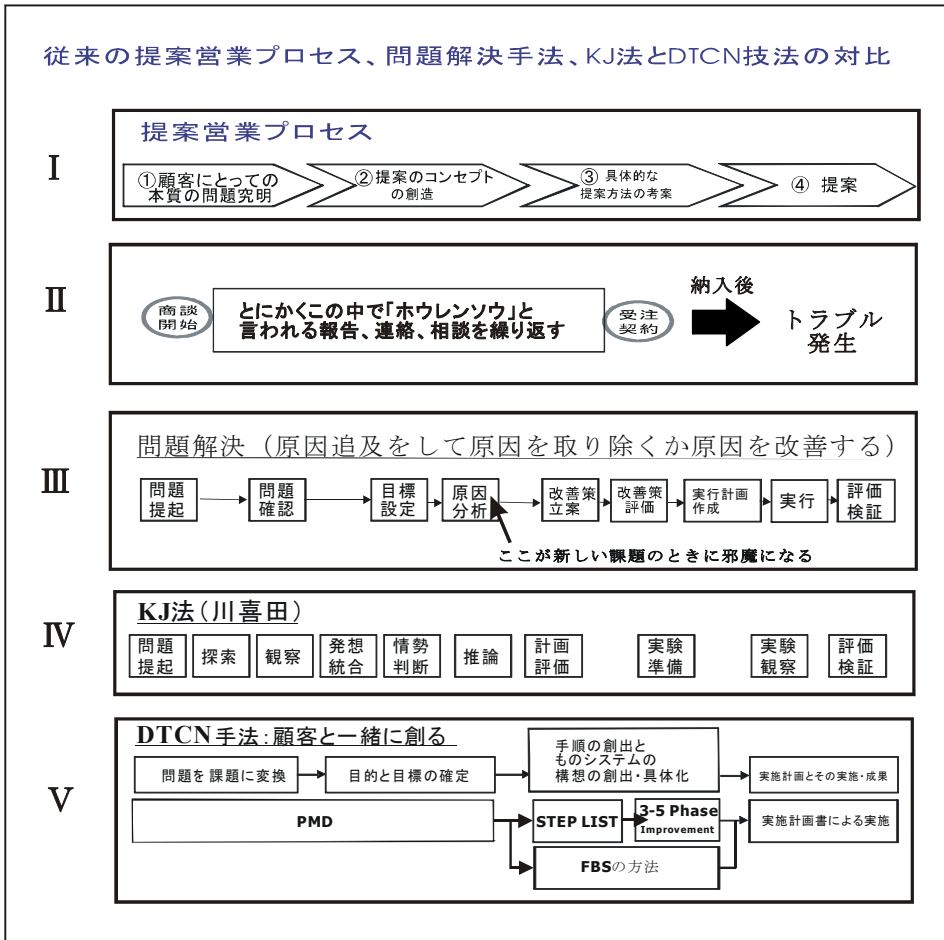 従来の提案営業プロセス、問題解決手法、KJ法とDTCN技法の対比
I
提案営業プロセス
①顧客にとっての
本質の問題究明
②提案のコンセプト
の創造
③ 具体的な
提案方法の考案
④ 提案
II
商談
開始
とにかくこの中で「ホウレンソウ」と
言われる報告、連絡、相談を繰り返す
受注
契約
納入後
トラブル
発生
III
問題解決（原因追及をして原因を取り除くか原因を改善する）
問題
提起
問題
確認
目標
設定
原因
分析
改善策
立案
改善策
評価
実行計画
作成
実行
評価
検証
ここが新しい課題のときに邪魔になる
IV
KJ法（川喜田）
問題
提起
探索
観察
発想
統合
情勢
判断
推論
計画
評価
実験
準備
実験
観察
評価
検証
V
DTCN手法：顧客と一緒に創る
問題を課題に変換
目的と目標の確定
手順の創出と
ものシステムの
構想の創出・具体化
実施計画とその実施・成果
PMD
STEP LIST
3-5 Phase
Improvement
実施計画書による実施
FBSの方法